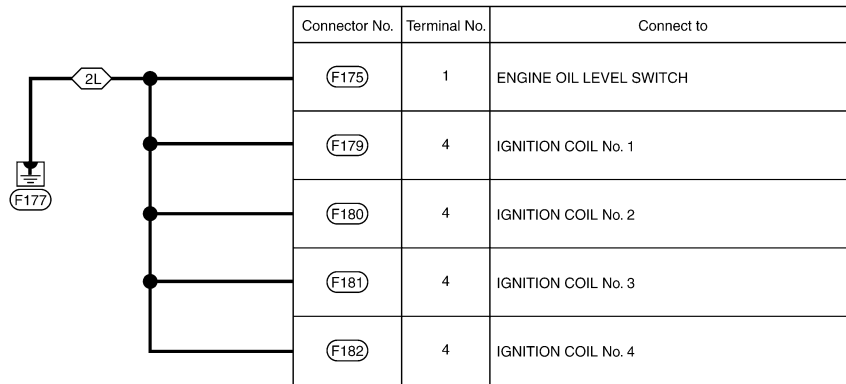 Connector No. Terminal No. Connect to
2L F175 1 ENGINE OIL LEVEL SWITCH
F179 4 IGNITION COIL No. 1
F177
F180 4 IGNITION COIL No. 2
F181 4 IGNITION COIL No. 3
F182 4 IGNITION COIL No. 4